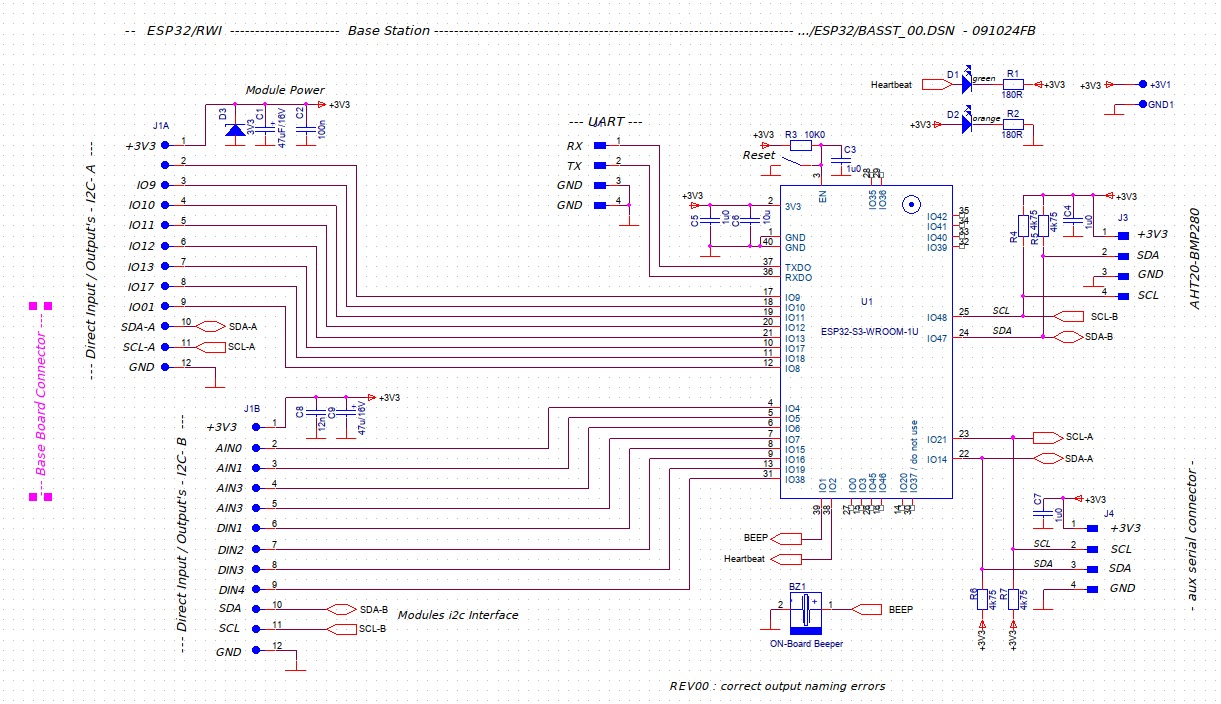 -- ESP32/RWI -------------------- Base Station ---------------------------------------------------------------- .../ESP32/BASST_00.DSN - 091024FB
Module Power
+3V3
D3
3V3
C1
47uF/16V
C2
100n
J1A
+3V3 1
2
IO9 3
IO10 4
IO11 5
IO12 6
IO13 7
IO17 8
IO01 9
SDA-A 10 SDA-A
SCL-A 11 SCL-A
GND 12
--- Direct Input / Output's - I2C- A ---
--- Base Board Connector ---
--- UART ---
RX 1
TX 2
GND 3
GND 4
Heartbeat D1 green R1 180R +3V3
+3V3 D2 orange R2 180R
+3V3 +3V1
GND1
+3V3 R3 10K0
Reset
C3
1u0
+3V3
C5
1u0
C6
10u
3
EN
28
29
IO35
IO36
2 3V3
1 GND
40 GND
37 TXDO
36 RXDO
17 IO9
18 IO10
19 IO11
20 IO12
21 IO13
10 IO17
11 IO18
12 IO8
4 IO4
5 IO5
6 IO6
7 IO7
8 IO15
9 IO16
13 IO19
31 IO38
U1
ESP32-S3-WROOM-1U
IO42 35
IO41 34
IO40 33
IO39 32
IO48 25 SCL SCL-B
IO47 24 SDA SDA-B
IO21 23 SCL-A
IO14 22 SDA-A
IO1
IO2
IO0
IO3
IO45
IO46
IO20
IO37 / do not use
39
38
27
15
26
16
14
30
+3V3
R4
R5
4k75
4k75
C4
1u0
J3
1 +3V3
2 SDA
3 GND
4 SCL
AHT20-BMP280
J1B
+3V3
C8
12n
C9
47u/16V
+3V3 1
AIN0 2
AIN1 3
AIN3 4
AIN3 5
DIN1 6
DIN2 7
DIN3 8
DIN4 9
SDA 10 SDA-B
SCL 11 SCL-B
GND 12
Modules i2c Interface
--- Direct Input / Output's - I2C- B ---
BEEP
Heartbeat
BZ1
2 + 1 BEEP
ON-Board Beeper
C7
1u0
+3V3
J4
1 +3V3
SCL 2 SCL
SDA 3 SDA
4 GND
R6
4k75
R7
4k75
+3V3
+3V3
- aux serial connector -
REV00 : correct output naming errors